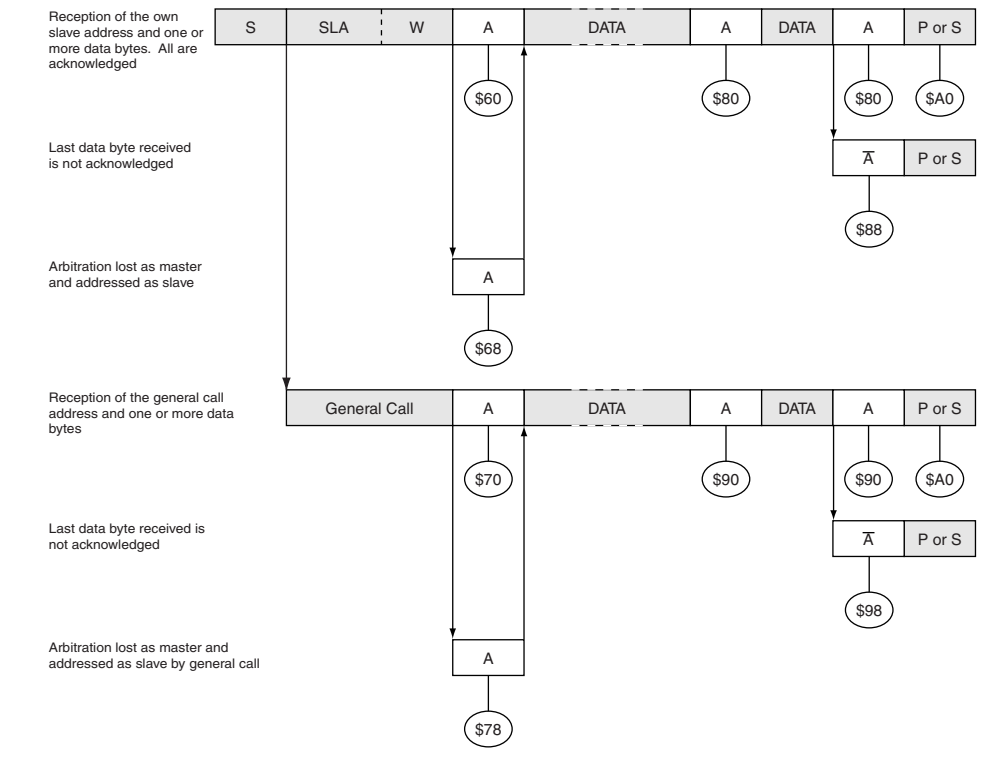 Reception of the own
slave address and one or
more data bytes. All are
acknowledged
S SLA W A DATA A DATA A P or S
$60 $80 $80 $A0
Last data byte received
is not acknowledged
A̅ P or S
$88
Arbitration lost as master
and addressed as slave
A
$68
Reception of the general call
address and one or more data
bytes
General Call A DATA A DATA A P or S
$70 $90 $90 $A0
Last data byte received is
not acknowledged
A̅ P or S
$98
Arbitration lost as master and
addressed as slave by general call
A
$78